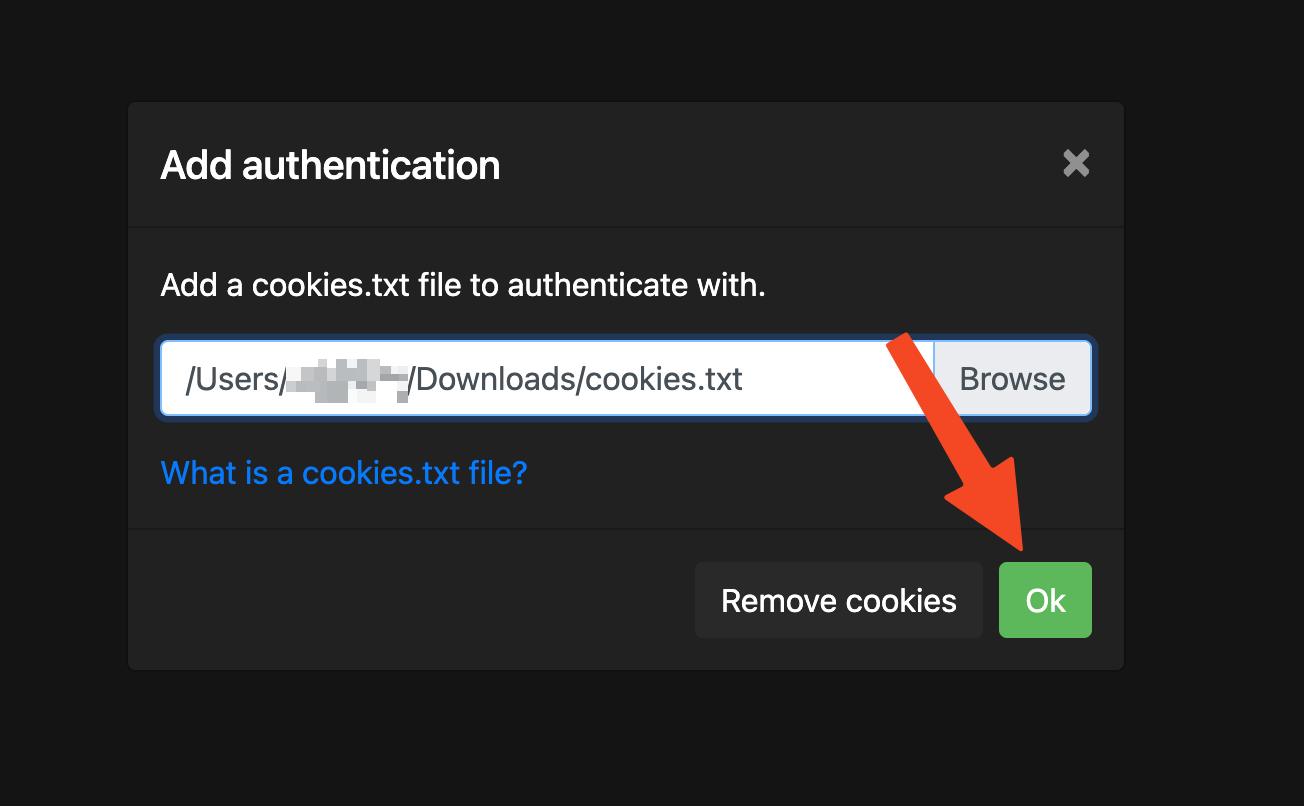 Add authentication
Add a cookies.txt file to authenticate with.
/Users/ /Downloads/cookies.txt
Browse
What is a cookies.txt file?
Remove cookies
Ok